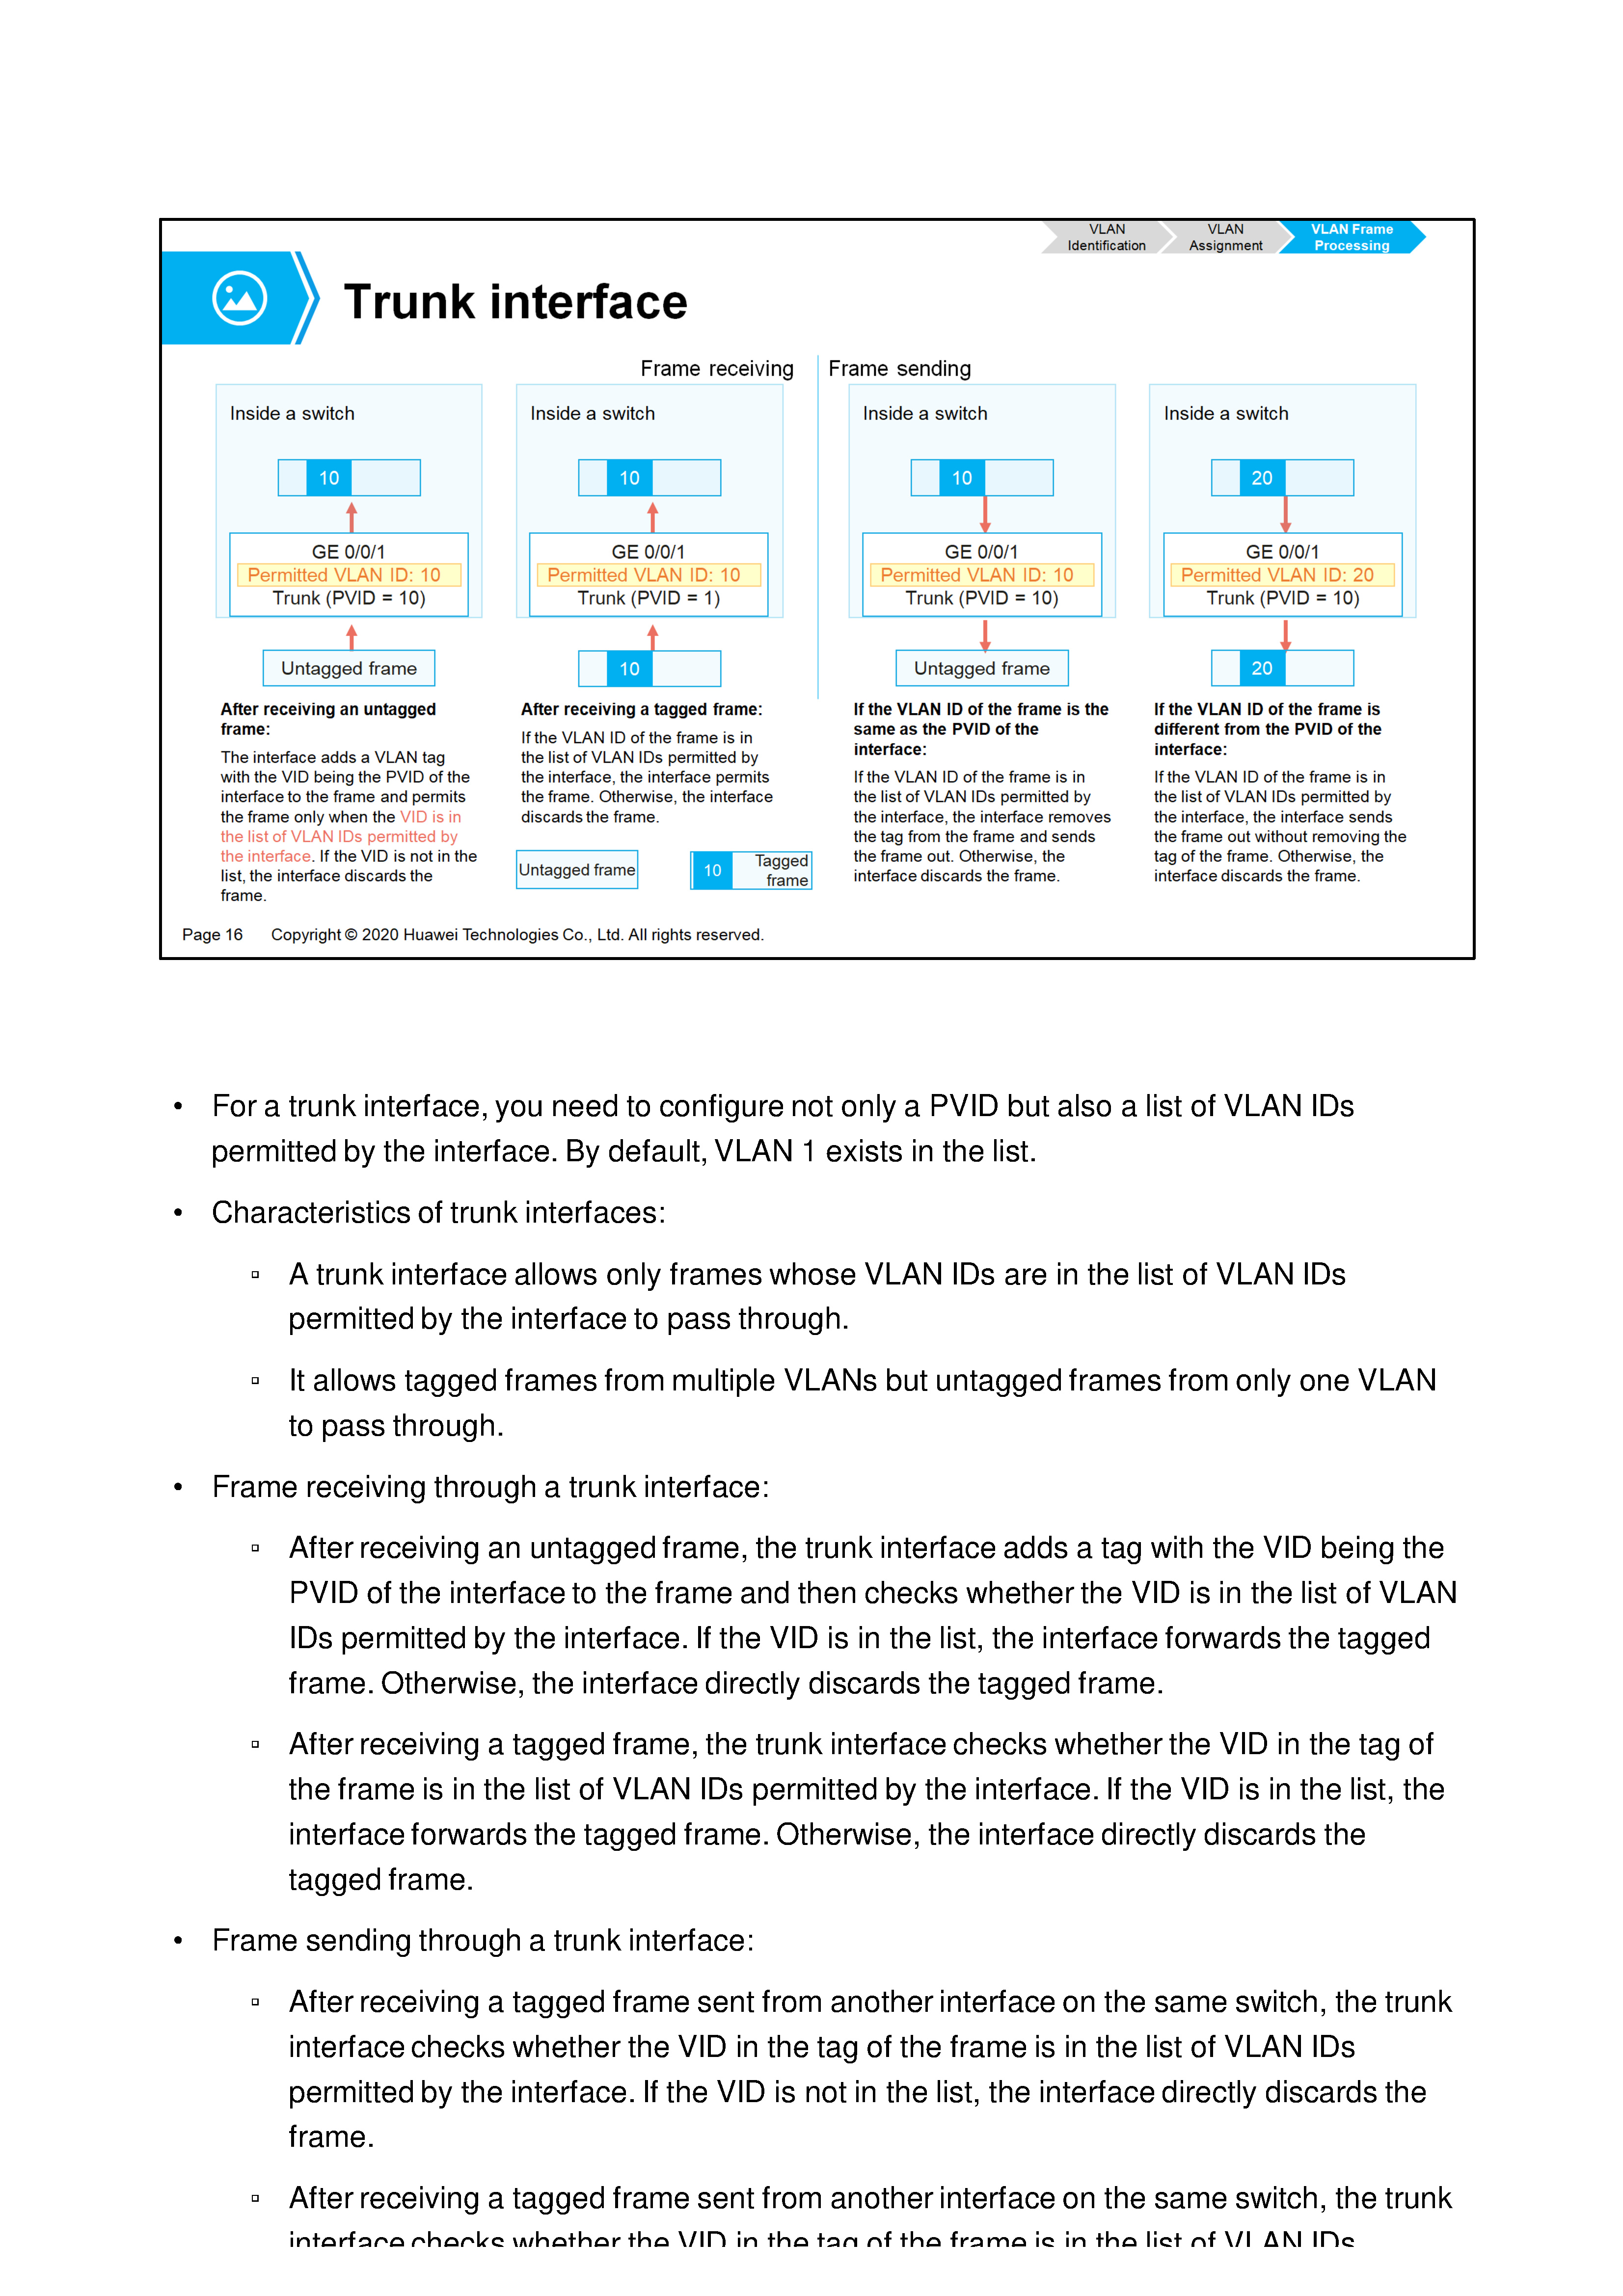 VLAN
Identification
VLAN
Assignment
VLAN Frame
Processing
Trunk interface
Frame receiving
Frame sending
Inside a switch
10
GE 0/0/1
Permitted VLAN ID: 10
Trunk (PVID = 10)
Untagged frame
After receiving an untagged
frame:
The interface adds a VLAN tag
with the VID being the PVID of the
interface to the frame and permits
the frame only when the VID is in
the list of VLAN IDs permitted by
the interface. If the VID is not in the
list, the interface discards the
frame.
Inside a switch
10
GE 0/0/1
Permitted VLAN ID: 10
Trunk (PVID = 1)
10
After receiving a tagged frame:
If the VLAN ID of the frame is in
the list of VLAN IDs permitted by
the interface, the interface permits
the frame. Otherwise, the interface
discards the frame.
Untagged frame
10
Tagged
frame
Inside a switch
10
GE 0/0/1
Permitted VLAN ID: 10
Trunk (PVID = 10)
Untagged frame
If the VLAN ID of the frame is the
same as the PVID of the
interface:
If the VLAN ID of the frame is in
the list of VLAN IDs permitted by
the interface, the interface removes
the tag from the frame and sends
the frame out. Otherwise, the
interface discards the frame.
Inside a switch
20
GE 0/0/1
Permitted VLAN ID: 20
Trunk (PVID = 10)
20
If the VLAN ID of the frame is
different from the PVID of the
interface:
If the VLAN ID of the frame is in
the list of VLAN IDs permitted by
the interface, the interface sends
the frame out without removing the
tag of the frame. Otherwise, the
interface discards the frame.
Page 16 Copyright © 2020 Huawei Technologies Co., Ltd. All rights reserved.
• For a trunk interface, you need to configure not only a PVID but also a list of VLAN IDs
permitted by the interface. By default, VLAN 1 exists in the list.
• Characteristics of trunk interfaces:
▫ A trunk interface allows only frames whose VLAN IDs are in the list of VLAN IDs
permitted by the interface to pass through.
▫ It allows tagged frames from multiple VLANs but untagged frames from only one VLAN
to pass through.
• Frame receiving through a trunk interface:
▫ After receiving an untagged frame, the trunk interface adds a tag with the VID being the
PVID of the interface to the frame and then checks whether the VID is in the list of VLAN
IDs permitted by the interface. If the VID is in the list, the interface forwards the tagged
frame. Otherwise, the interface directly discards the tagged frame.
▫ After receiving a tagged frame, the trunk interface checks whether the VID in the tag of
the frame is in the list of VLAN IDs permitted by the interface. If the VID is in the list, the
interface forwards the tagged frame. Otherwise, the interface directly discards the
tagged frame.
• Frame sending through a trunk interface:
▫ After receiving a tagged frame sent from another interface on the same switch, the trunk
interface checks whether the VID in the tag of the frame is in the list of VLAN IDs
permitted by the interface. If the VID is not in the list, the interface directly discards the
frame.
▫ After receiving a tagged frame sent from another interface on the same switch, the trunk
interface checks whether the VID in the tag of the frame is in the list of VLAN IDs